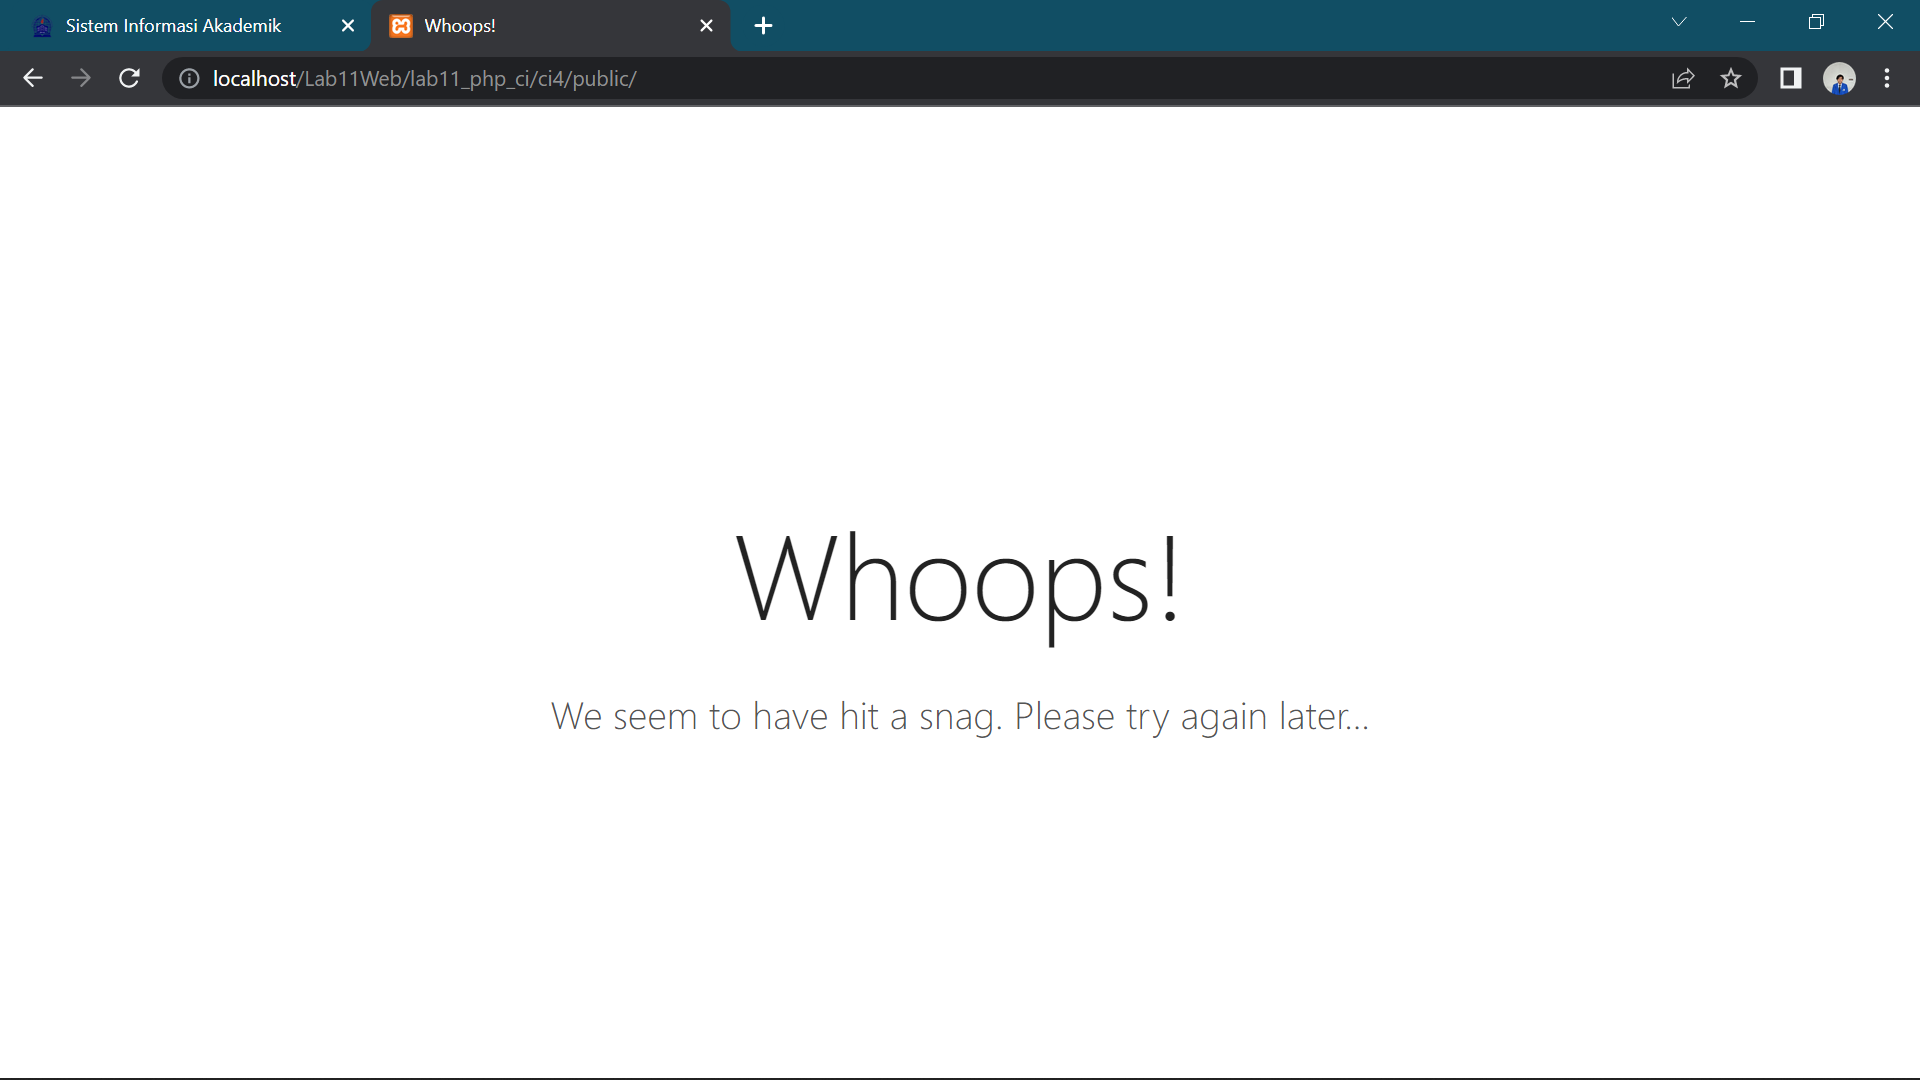 Sistem Informasi Akademik
Whoops!
localhost/Lab11Web/lab11_php_ci/ci4/public/
Whoops!
We seem to have hit a snag. Please try again later...